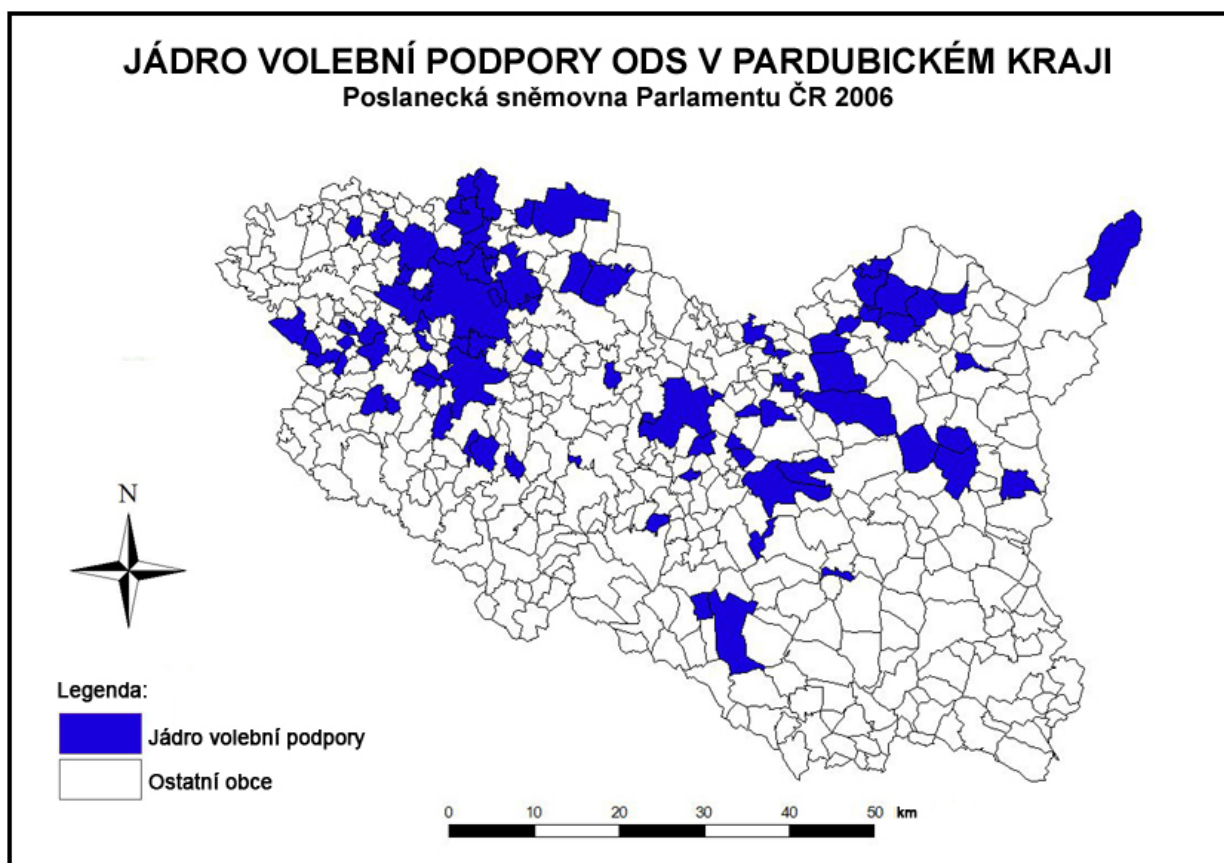 JÁDRO VOLEBNÍ PODPORY ODS V PARDUBICKÉM KRAJI
Poslanecká sněmovna Parlamentu ČR 2006
N
Legenda:
Jádro volební podpory
Ostatní obce
0 10 20 30 40 50 km